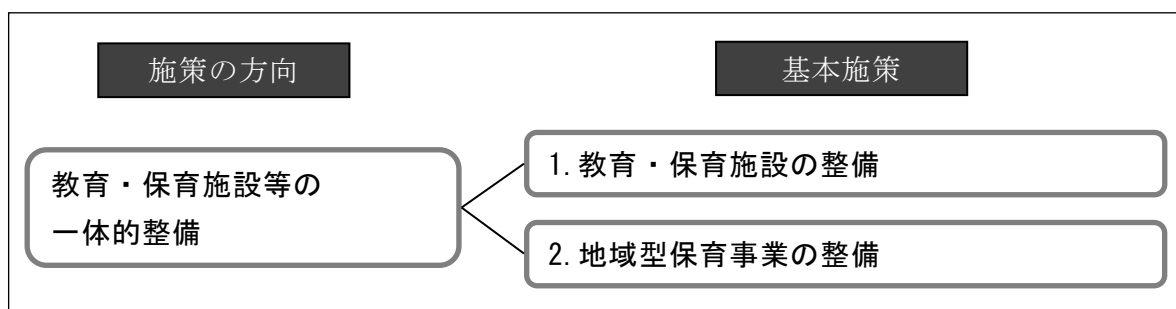 施策の方向
基本施策
教育・保育施設等の
一体的整備
1.教育・保育施設の整備
2.地域型保育事業の整備